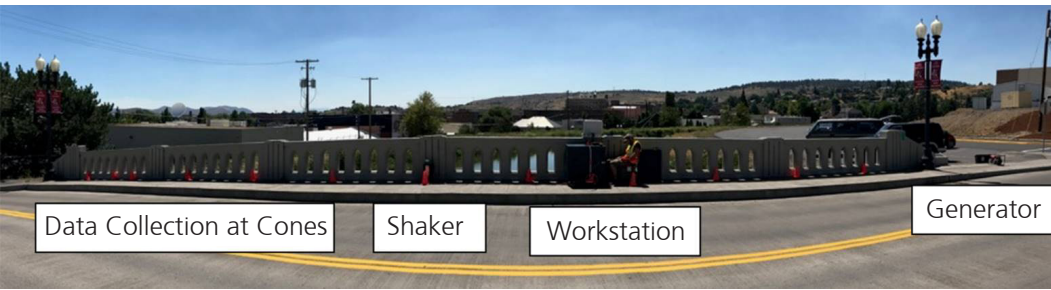 Data Collection at Cones
Shaker
Workstation
Generator